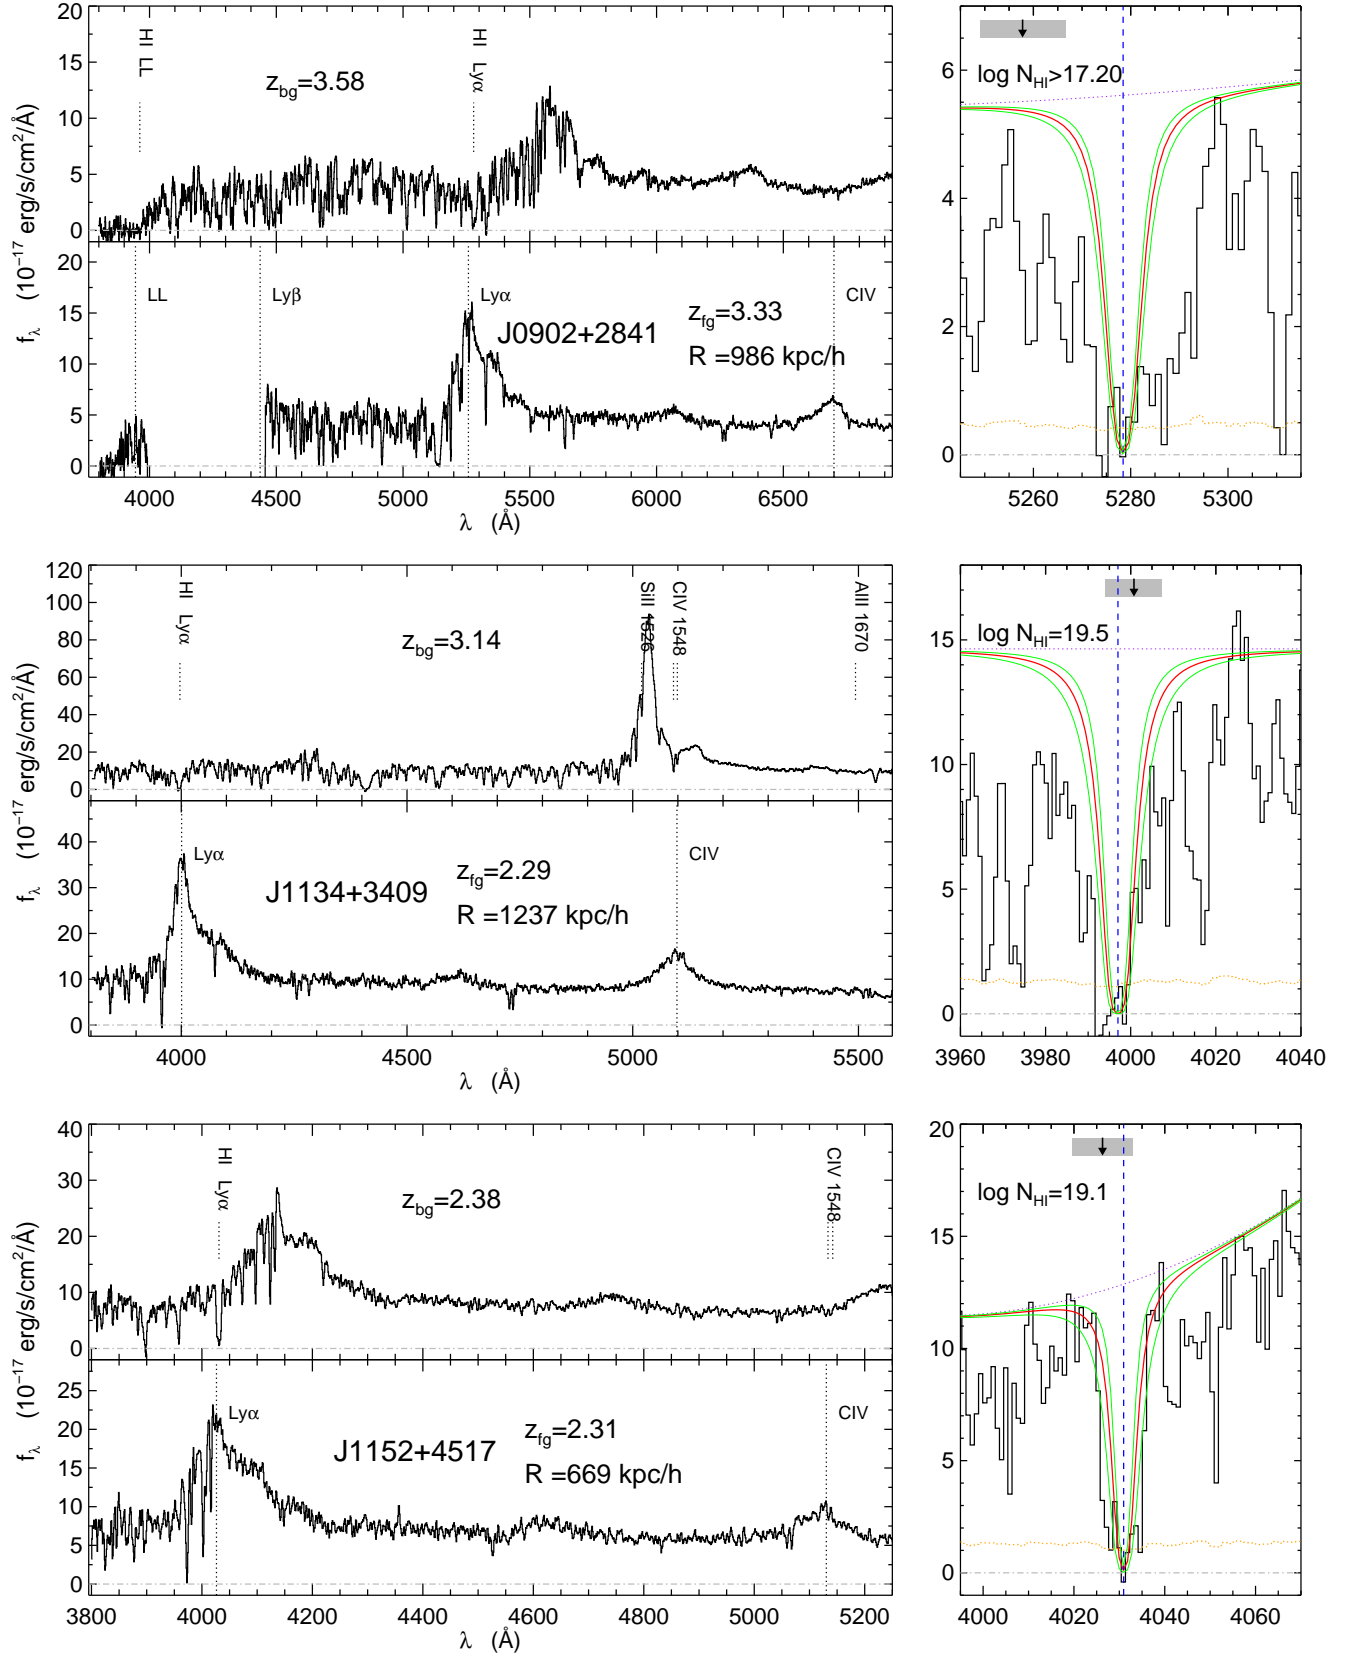 20
15
10
5
0
HI LL
HI Lyα
z_bg=3.58
f_λ (10⁻¹⁷ erg/s/cm²/Å)
20
15
10
5
0
LL
Lyβ
Lyα
CIV
J0902+2841
z_fg=3.33
R =986 kpc/h
4000 4500 5000 5500 6000 6500
λ (Å)
log N_HI>17.20
6
4
2
0
5260 5280 5300
120
100
80
60
40
20
0
HI Lyα
z_bg=3.14
SiII 1526
CIV 1548
AlII 1670
f_λ (10⁻¹⁷ erg/s/cm²/Å)
40
30
20
10
0
Lyα
CIV
J1134+3409
z_fg=2.29
R =1237 kpc/h
4000 4500 5000 5500
λ (Å)
log N_HI=19.5
15
10
5
0
3960 3980 4000 4020 4040
40
30
20
10
0
HI Lyα
z_bg=2.38
CIV 1548
f_λ (10⁻¹⁷ erg/s/cm²/Å)
25
20
15
10
5
0
Lyα
CIV
J1152+4517
z_fg=2.31
R =669 kpc/h
3800 4000 4200 4400 4600 4800 5000 5200
λ (Å)
20
log N_HI=19.1
15
10
5
0
4000 4020 4040 4060